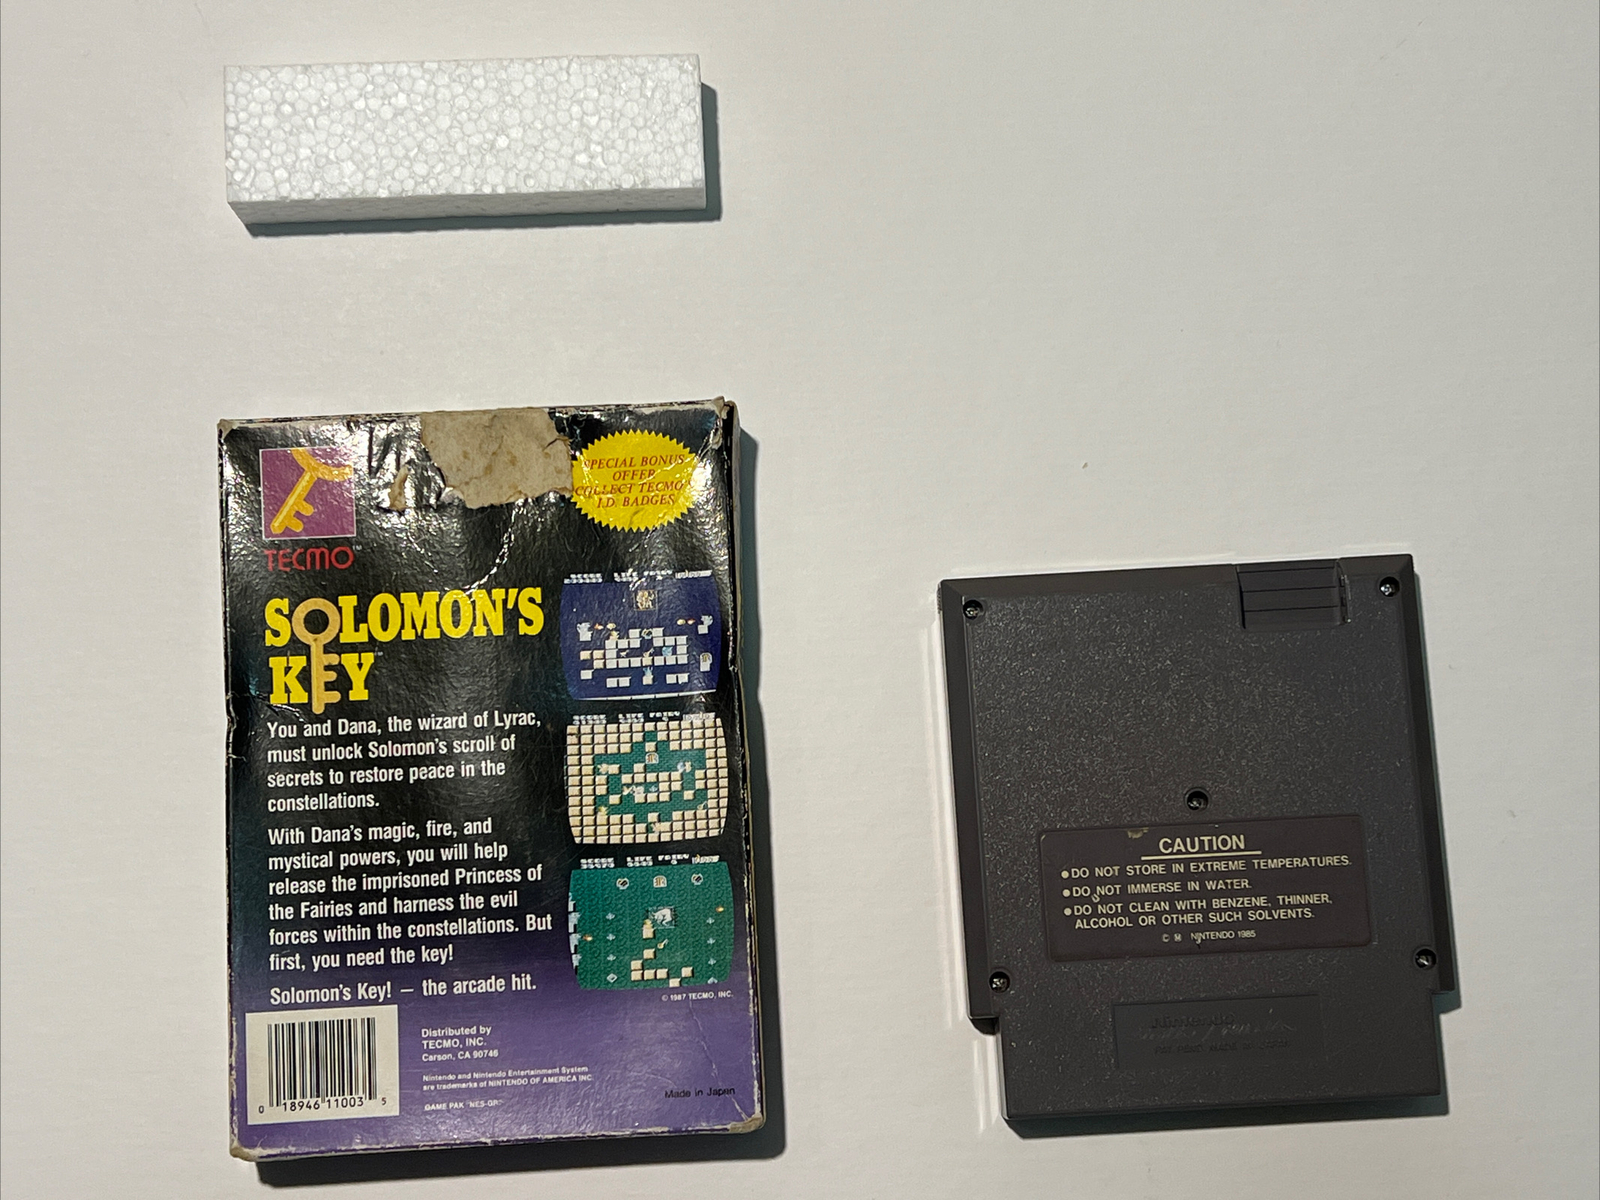 SPECIAL BONUS
OFFER
COLLECT TECMO
I.D. BADGES
TECMO™
SOLOMON'S
KEY™
You and Dana, the wizard of Lyrac,
must unlock Solomon's scroll of
secrets to restore peace in the
constellations.
With Dana's magic, fire, and
mystical powers, you will help
release the imprisoned Princess of
the Fairies and harness the evil
forces within the constellations. But
first, you need the key!
Solomon's Key! — the arcade hit.
© 1987 TECMO, INC.
Distributed by
TECMO, INC.
Carson, CA 90746
Nintendo and Nintendo Entertainment System
are trademarks of NINTENDO OF AMERICA INC.
GAME PAK
Made in Japan
0 18946 11003 5
CAUTION
●DO NOT STORE IN EXTREME TEMPERATURES.
●DO NOT IMMERSE IN WATER.
●DO NOT CLEAN WITH BENZENE, THINNER,
ALCOHOL OR OTHER SUCH SOLVENTS.
© M NINTENDO 1985
Nintendo